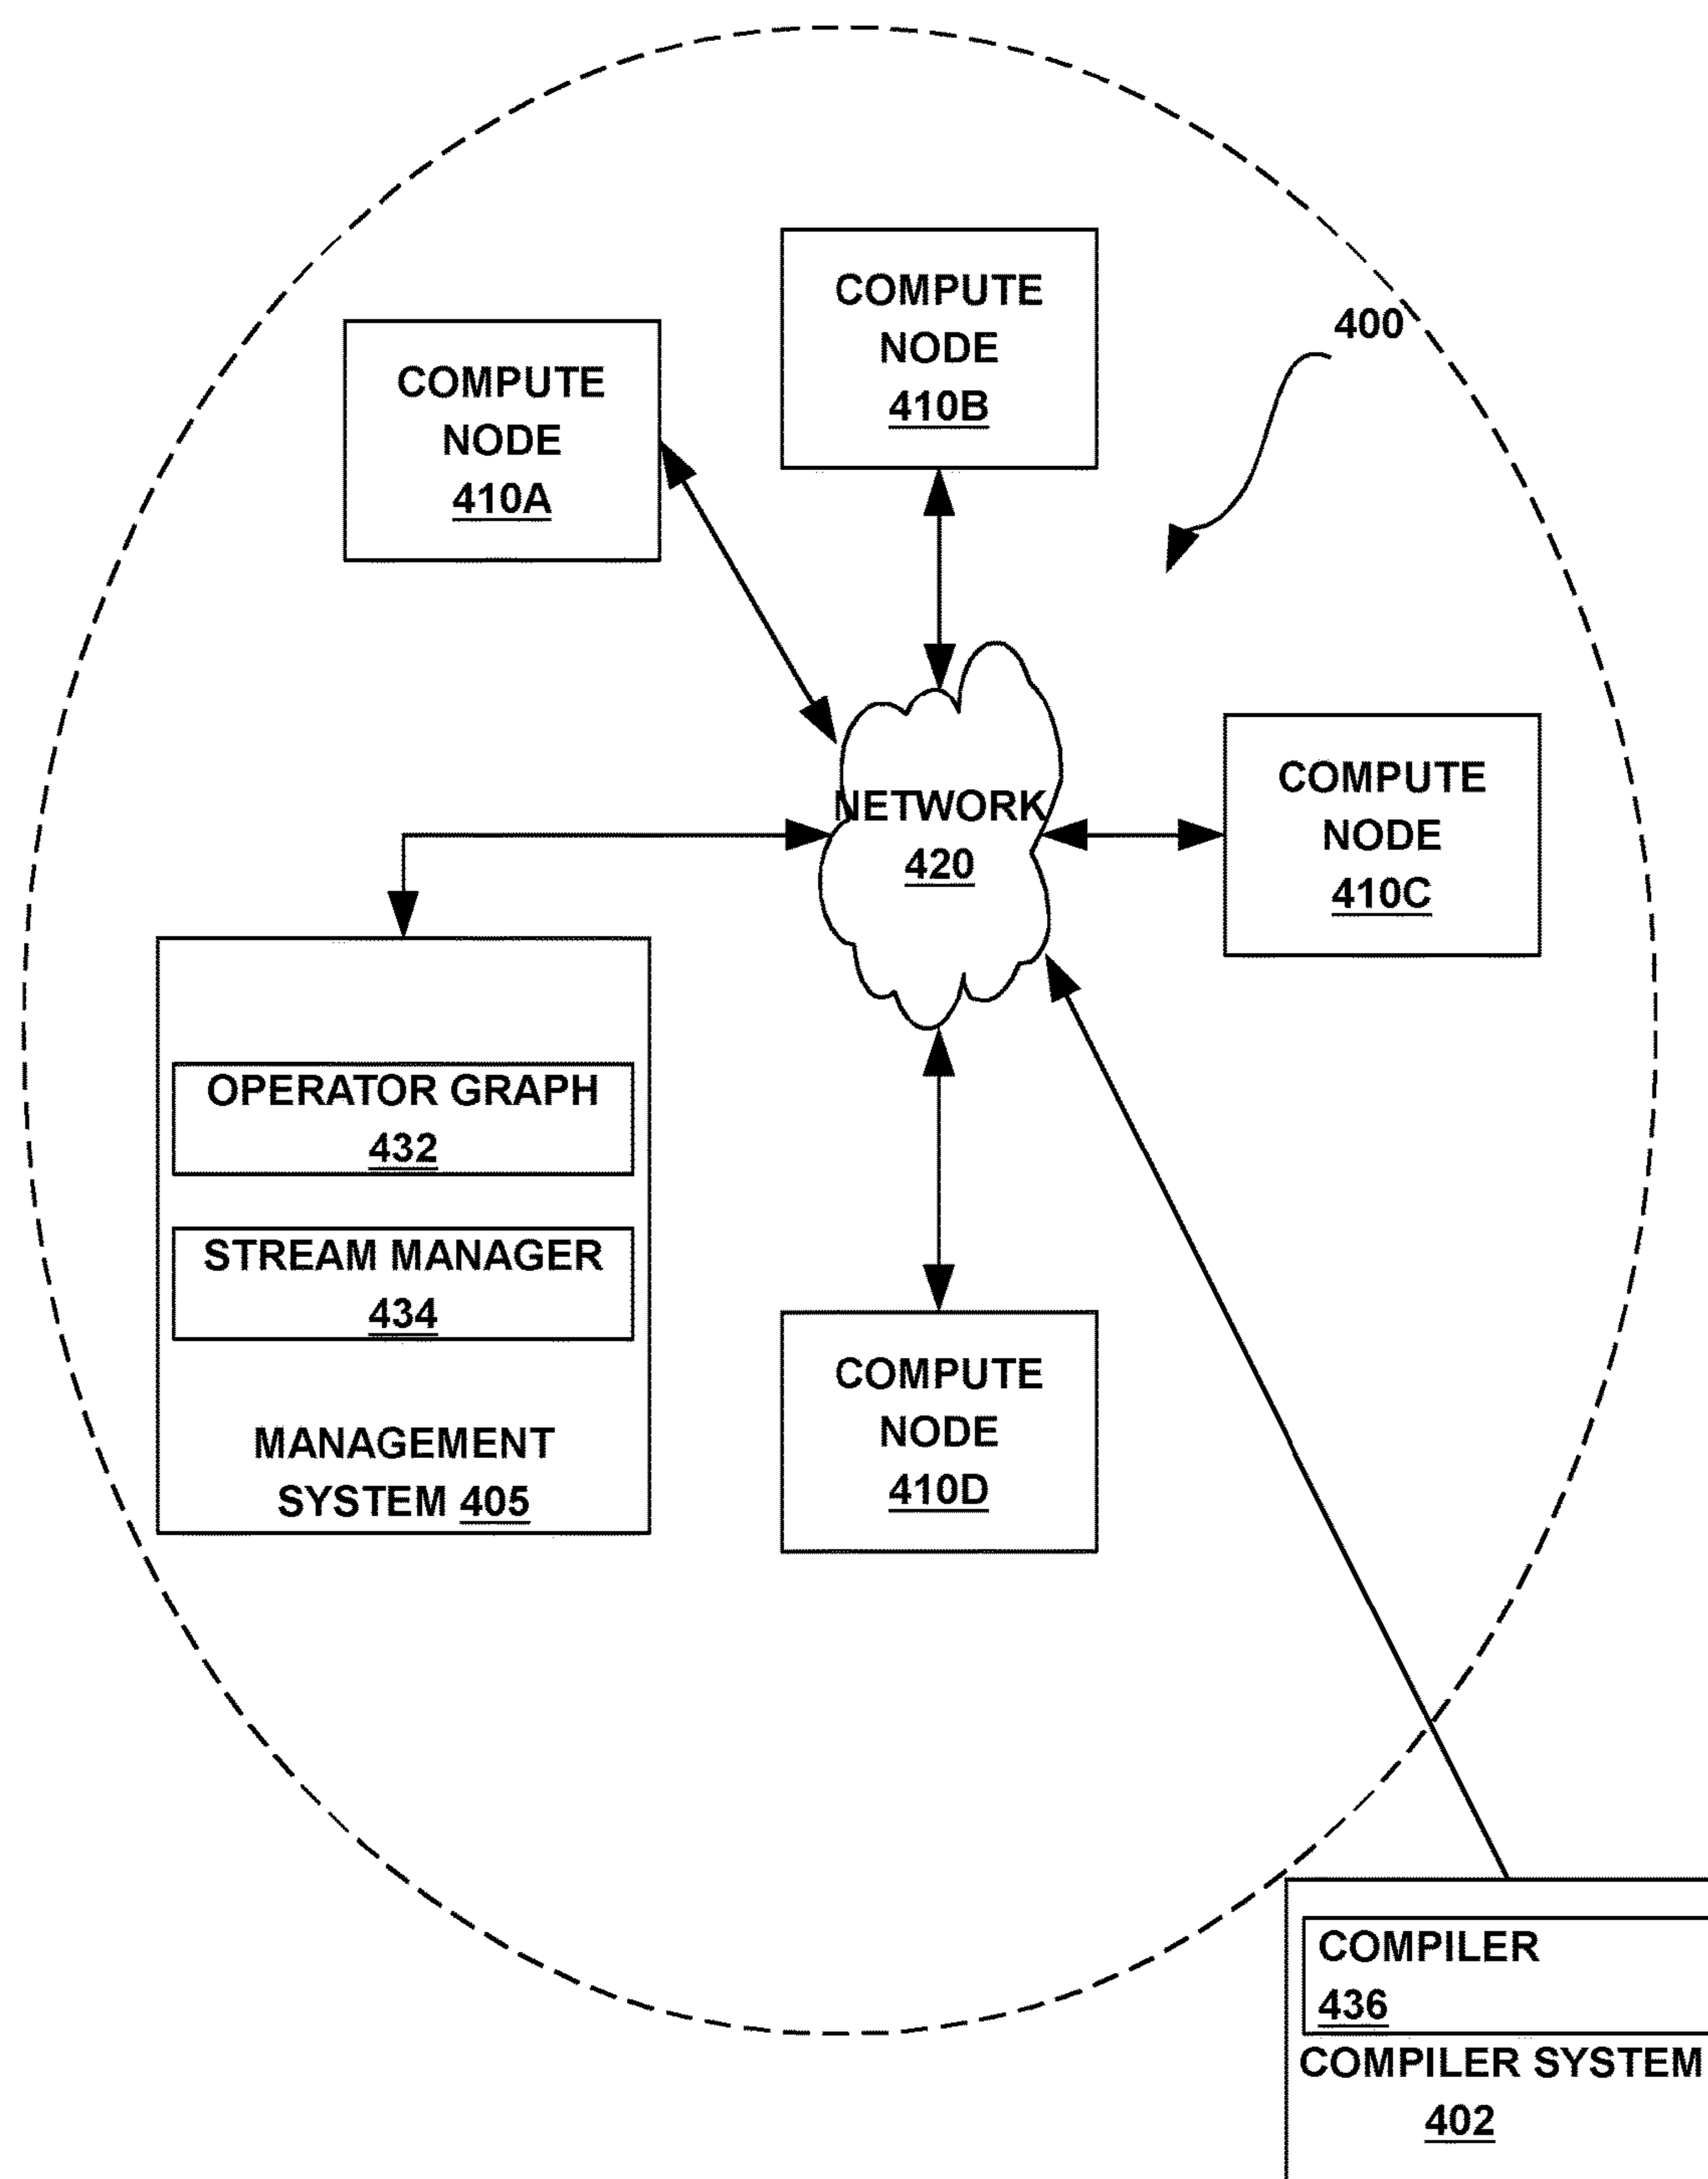 COMPUTE
NODE
410B
400
COMPUTE
NODE
410A
COMPUTE
NODE
410C
NETWORK
420
OPERATOR GRAPH
432
STREAM MANAGER
434
MANAGEMENT
SYSTEM 405
COMPUTE
NODE
410D
COMPILER
436
COMPILER SYSTEM
402